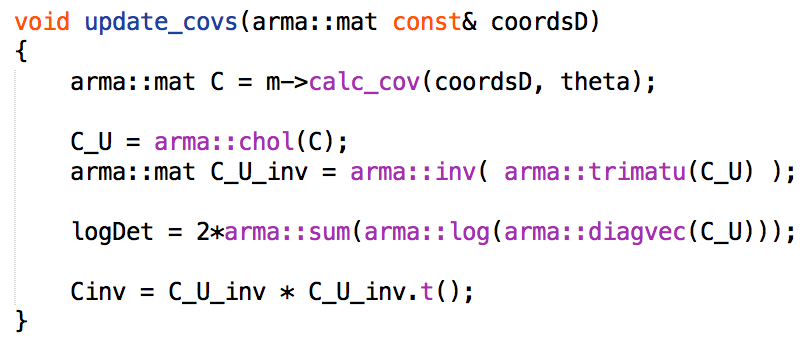 void update_covs(arma::mat const& coordsD)
{
    arma::mat C = m->calc_cov(coordsD, theta);

    C_U = arma::chol(C);
    arma::mat C_U_inv = arma::inv( arma::trimatu(C_U) );

    logDet = 2*arma::sum(arma::log(arma::diagvec(C_U)));

    Cinv = C_U_inv * C_U_inv.t();
}